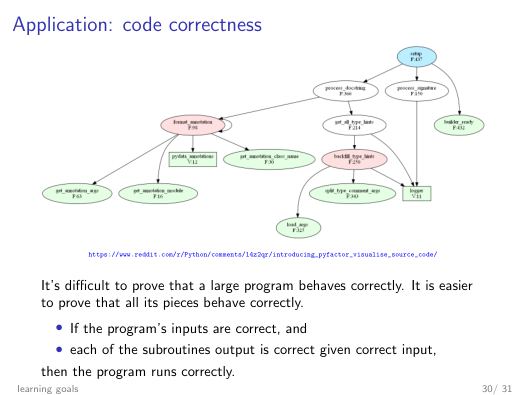 Application: code correctness
setup
F:437
process_docstring
F:366
process_signature
F:150
format_annotation
F:98
get_all_type_hints
F:214
builder_ready
F:432
pydata_annotations
V:12
get_annotation_class_name
F:36
backfill_type_hints
F:256
get_annotation_args
F:63
get_annotation_module
F:16
split_type_comment_args
F:343
logger
V:11
load_args
F:325
https://www.reddit.com/r/Python/comments/14z2qr/introducing_pyfactor_visualise_source_code/
It's difficult to prove that a large program behaves correctly. It is easier
to prove that all its pieces behave correctly.
• If the program's inputs are correct, and
• each of the subroutines output is correct given correct input,
then the program runs correctly.
learning goals
30/ 31